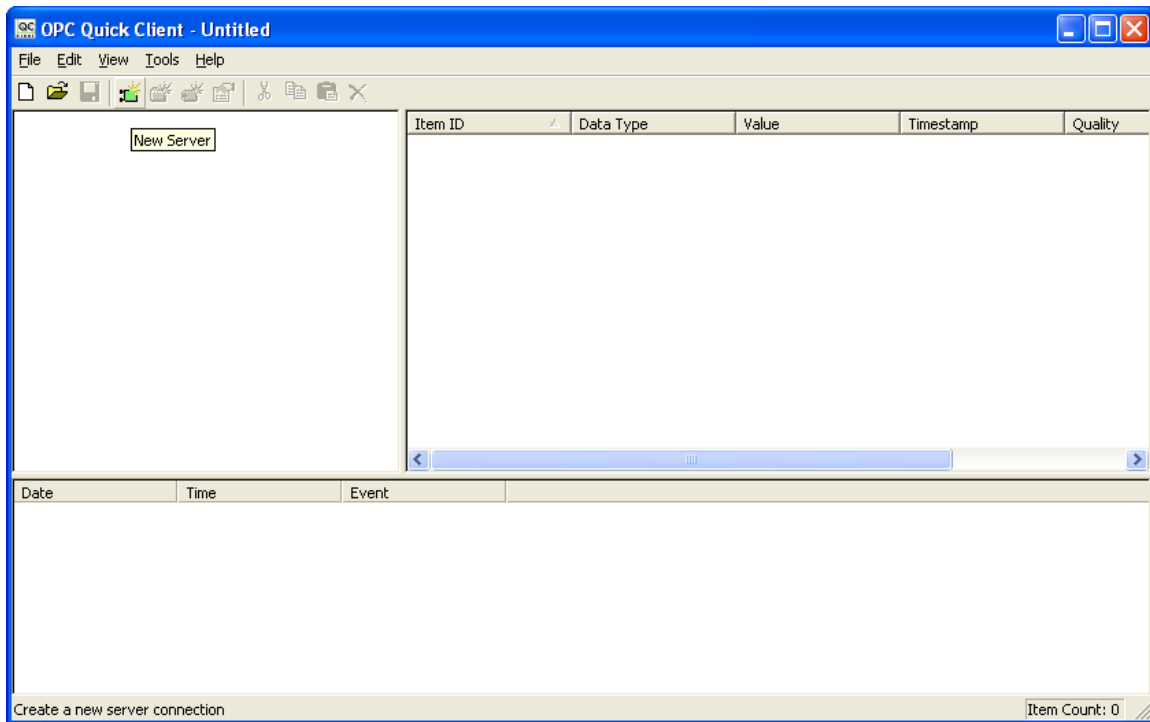 OPC Quick Client - Untitled
File Edit View Tools Help
New Server
Item ID Data Type Value Timestamp Quality
Date Time Event
Create a new server connection Item Count: 0